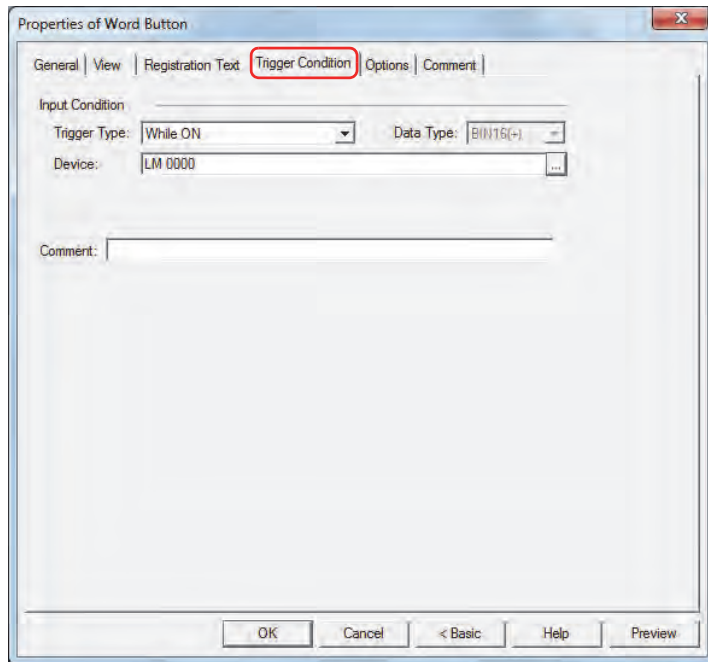 Properties of Word Button
General View Registration Text Trigger Condition Options Comment
Input Condition
Trigger Type: While ON Data Type: BIN16(+)
Device: LM 0000 ...
Comment:
OK Cancel < Basic Help Preview